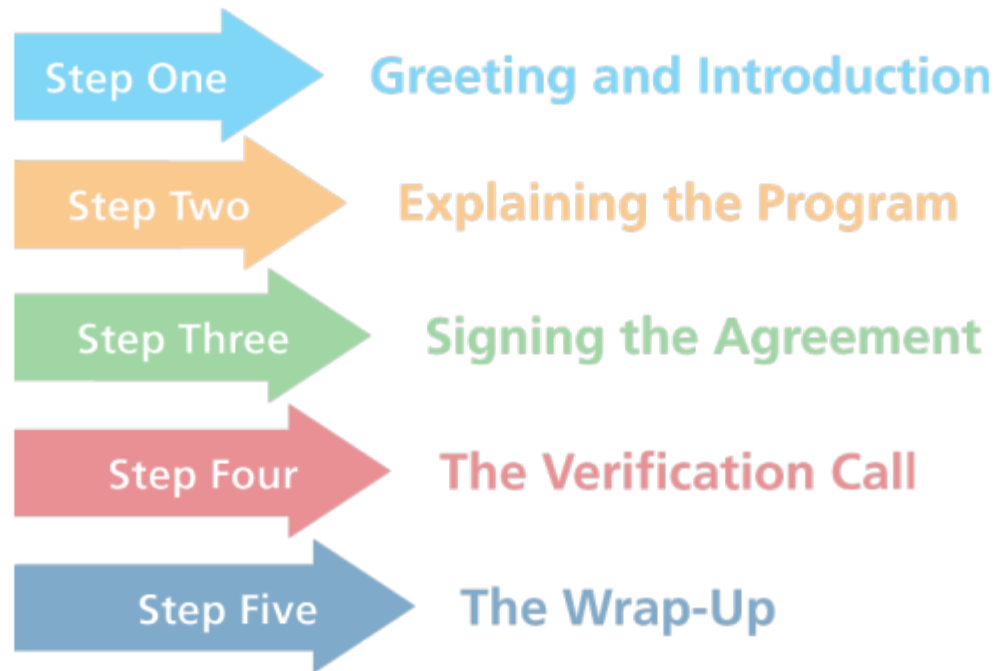 Step One Greeting and Introduction
Step Two Explaining the Program
Step Three Signing the Agreement
Step Four The Verification Call
Step Five The Wrap-Up